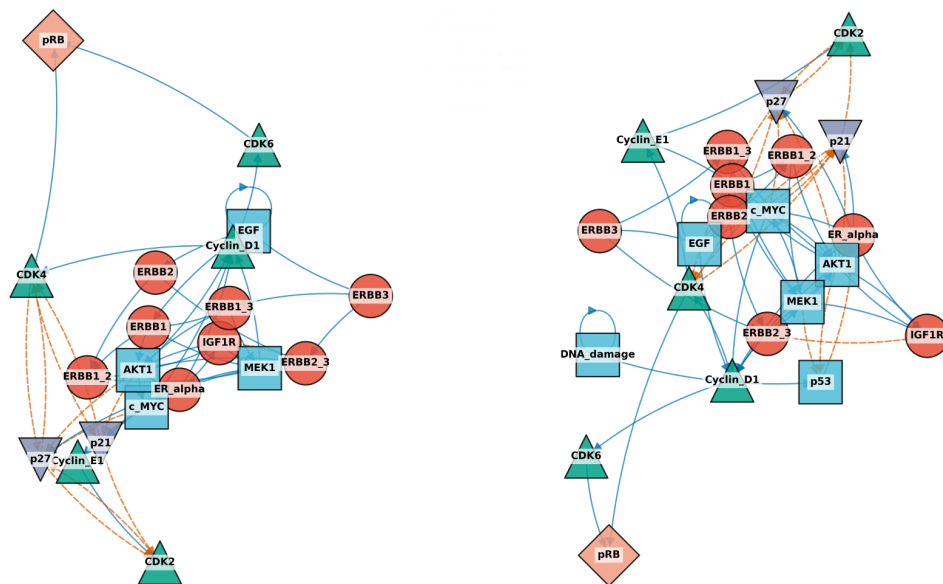 pRB
CDK6
EGF
Cyclin_D1
CDK4
ERBB2
ERBB3
ERBB1_3
ERBB1
IGF1R
ERBB2_3
AKT1
MEK1
ERBB1_2
ER_alpha
c_MYC
p21
p27
Cyclin_E1
CDK2
CDK2
p27
Cyclin_E1
p21
ERBB1_3
ERBB1_2
ERBB1
c_MYC
ERBB2
ERBB3
ER_alpha
EGF
AKT1
CDK4
MEK1
ERBB2_3
IGF1R
DNA_damage
Cyclin_D1
p53
CDK6
pRB